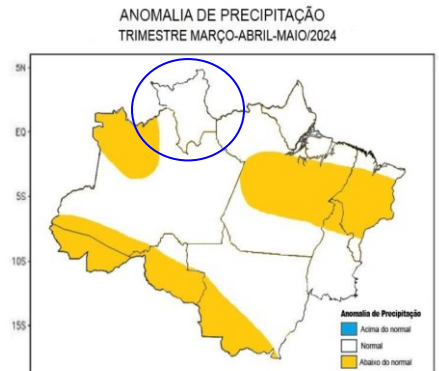 ANOMALIA DE PRECIPITAÇÃO
TRIMESTRE MARÇO-ABRIL-MAIO/2024
5N
EQ
5S
10S
15S
Anomalia de Precipitação
Acima do normal
Normal
Abaixo do normal